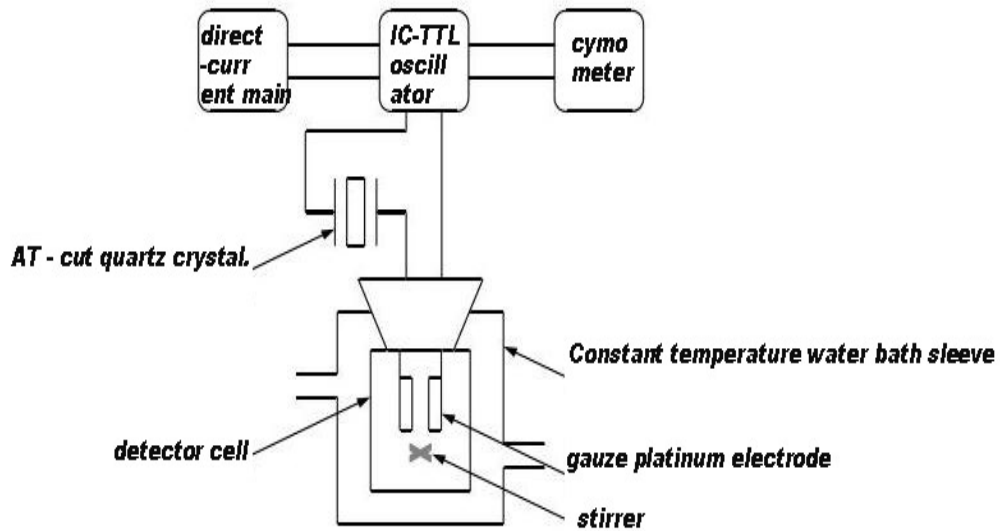 direct
-curr
ent main
IC-TTL
oscill
ator
cymo
meter
AT - cut quartz crystal.
Constant temperature water bath sleeve
detector cell
gauze platinum electrode
stirrer